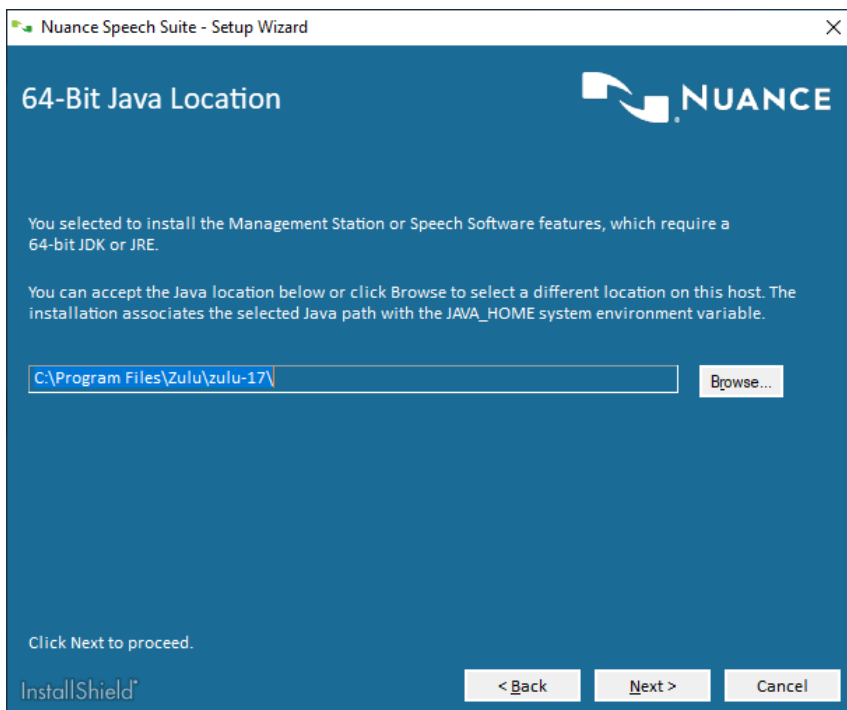 Nuance Speech Suite - Setup Wizard
64-Bit Java Location
NUANCE
You selected to install the Management Station or Speech Software features, which require a
64-bit JDK or JRE.
You can accept the Java location below or click Browse to select a different location on this host. The
installation associates the selected Java path with the JAVA_HOME system environment variable.
C:\Program Files\Zulu\zulu-17\
Browse...
Click Next to proceed.
InstallShield
< Back
Next >
Cancel